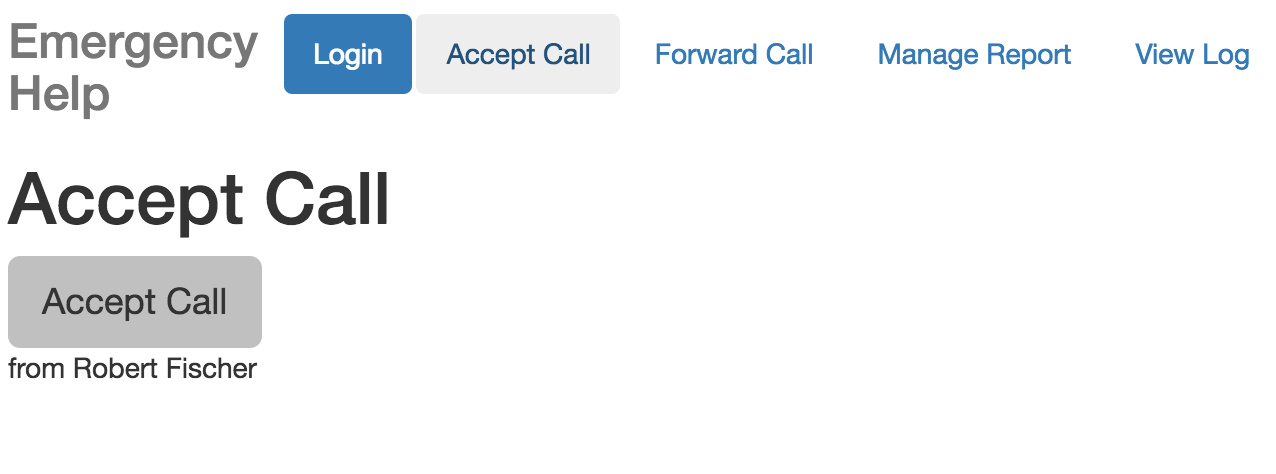 Emergency
Help
Login
Accept Call
Forward Call
Manage Report
View Log
Accept Call
Accept Call
from Robert Fischer